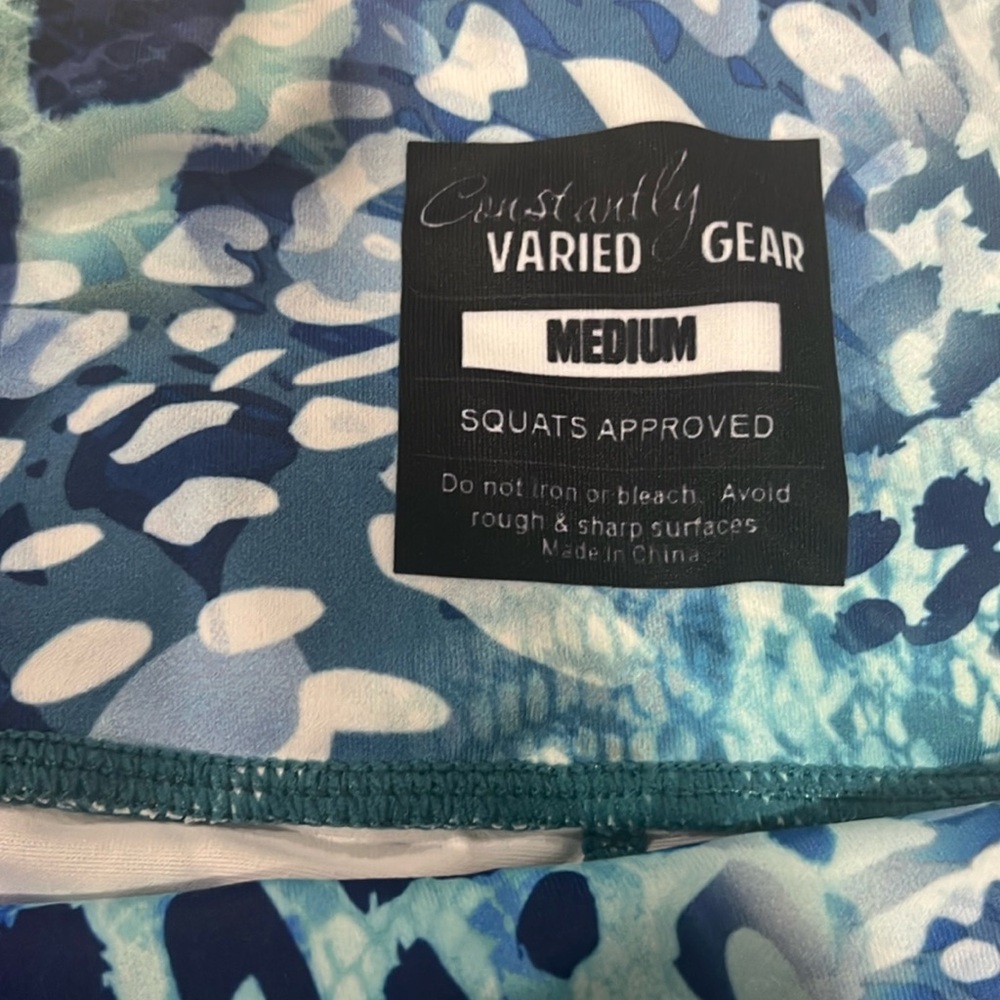 Constantly
VARIED GEAR
MEDIUM
SQUATS APPROVED
Do not iron or bleach. Avoid
rough & sharp surfaces
Made in China